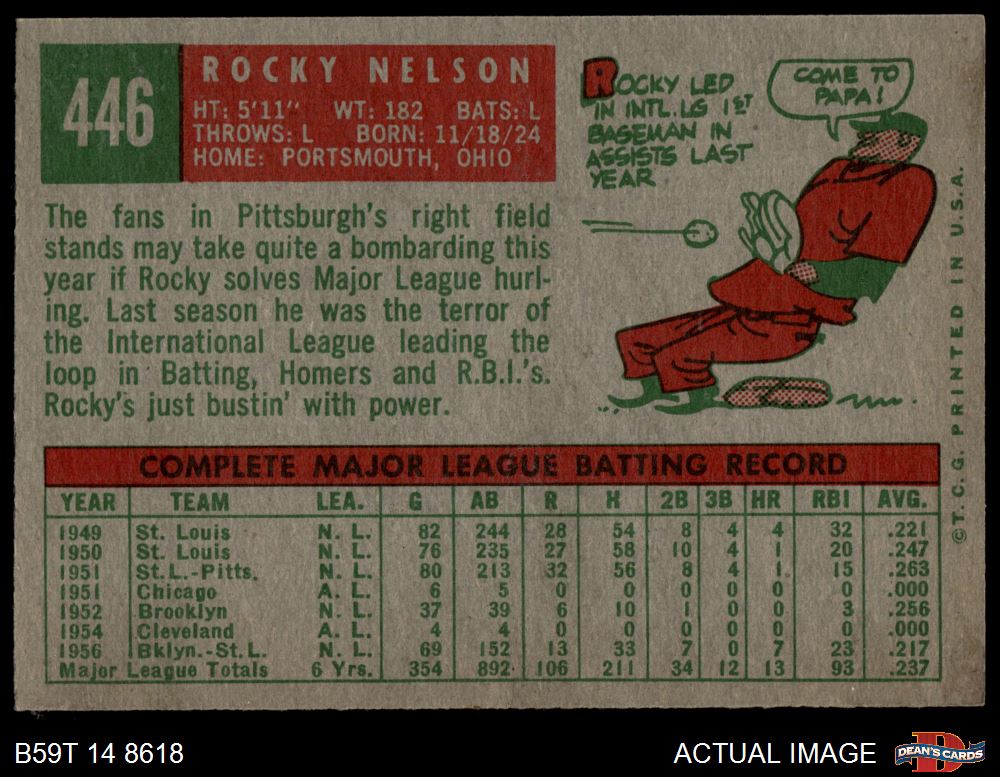 446
ROCKY NELSON
HT: 5'11" WT: 182 BATS: L
THROWS: L BORN: 11/18/24
HOME: PORTSMOUTH, OHIO
The fans in Pittsburgh's right field
stands may take quite a bombarding this
year if Rocky solves Major League hurl-
ing. Last season he was the terror of
the International League leading the
loop in Batting, Homers and R.B.I.'s.
Rocky's just bustin' with power.
ROCKY LED
IN INTL. LG 1ST
BASEMAN IN
ASSISTS LAST
YEAR
COME TO
PAPA!
COMPLETE MAJOR LEAGUE BATTING RECORD
YEAR TEAM LEA. G AB R H 2B 3B HR RBI AVG.
1949 St. Louis N. L. 82 244 28 54 8 4 4 32 .221
1950 St. Louis N. L. 76 235 27 58 10 4 1 20 .247
1951 St. L.-Pitts. N. L. 80 213 32 56 8 4 1 15 .263
1951 Chicago A. L. 6 5 0 0 0 0 0 0 .000
1952 Brooklyn N. L. 37 39 6 10 1 0 0 3 .256
1954 Cleveland A. L. 4 4 0 0 0 0 0 0 .000
1956 Bklyn.-St. L. N. L. 69 152 13 33 7 0 7 23 .217
Major League Totals 6 Yrs. 354 892 106 211 34 12 13 93 .237
© T. C. G. PRINTED IN U.S.A.
B59T 14 8618
ACTUAL IMAGE
D
DEAN'S CARDS